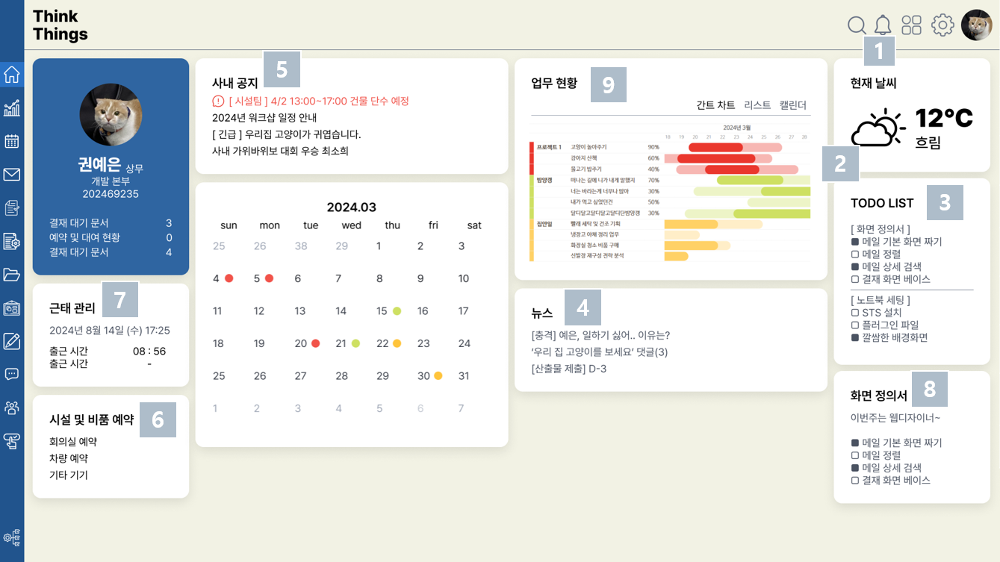 Think
Things
1
권예은 상무
개발 본부
202469235
결재 대기 문서 3
예약 및 대여 현황 0
결재 대기 문서 4
근태 관리 7
2024년 8월 14일 (수) 17:25
출근 시간 08 : 56
출근 시간 -
시설 및 비품 예약 6
회의실 예약
차량 예약
기타 기기
사내 공지 5
[ 시설팀 ] 4/2 13:00~17:00 건물 단수 예정
2024년 워크샵 일정 안내
[ 긴급 ] 우리집 고양이가 귀엽습니다.
사내 가위바위보 대회 우승 최소희
2024.03
sun mon tue wed thu fri sat
25 26 38 29 1 2 3
4 5 6 7 8 9 10
11 12 13 14 15 16 17
18 19 20 21 22 23 24
25 26 27 28 29 30 31
1 2 3 4 5 6 7
업무 현황 9
간트 차트 리스트 캘린더
2024년 3월
18 19 20 21 22 23 24 25 26 27 28
프로젝트 1 고양이 놀아주기 90%
강아지 산책 60%
물고기 밥주기 40%
밤양갱 떠나는 길에 니가 내게 말했지 70%
너는 바라는게 너무나 많아 30%
내가 먹고 싶었던건 50%
달디달고달디달고달디단밤양갱 30%
집안일 빨래 세탁 및 건조 기획
냉장고 야채 정리 업무
화장실 청소 비품 구매
신발장 재구성 전략 분석
뉴스 4
[충격] 예은, 일하기 싫어.. 이유는?
‘우리 집 고양이를 보세요’ 댓글(3)
[산출물 제출] D-3
현재 날씨
12°C
흐림
2
TODO LIST 3
[ 화면 정의서 ]
메일 기본 화면 짜기
메일 정렬
메일 상세 검색
결재 화면 베이스
[ 노트북 세팅 ]
STS 설치
플러그인 파일
깔쌈한 배경화면
화면 정의서 8
이번주는 웹디자이너~
메일 기본 화면 짜기
메일 정렬
메일 상세 검색
결재 화면 베이스